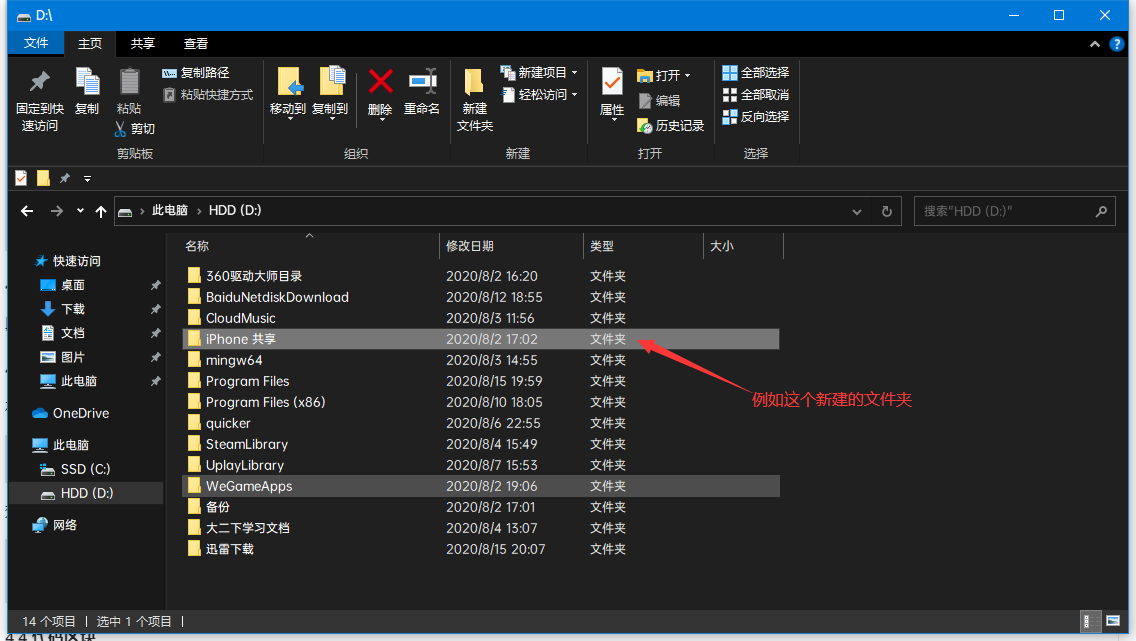 D:\
文件 主页 共享 查看
固定到快速访问
复制
粘贴
复制路径
粘贴快捷方式
剪切
剪贴板
移动到
复制到
删除
重命名
组织
新建
文件夹
新建项目
轻松访问
新建
属性
打开
编辑
历史记录
打开
全部选择
全部取消
反向选择
选择
此电脑 › HDD (D:)
搜索"HDD (D:)"
快速访问
桌面
下载
文档
图片
此电脑
OneDrive
此电脑
SSD (C:)
HDD (D:)
网络
名称 修改日期 类型 大小
360驱动大师目录 2020/8/2 16:20 文件夹
BaiduNetdiskDownload 2020/8/12 18:55 文件夹
CloudMusic 2020/8/3 11:56 文件夹
iPhone 共享 2020/8/2 17:02 文件夹
mingw64 2020/8/3 14:55 文件夹
Program Files 2020/8/15 19:59 文件夹
Program Files (x86) 2020/8/10 18:05 文件夹
quicker 2020/8/6 22:55 文件夹
SteamLibrary 2020/8/4 15:49 文件夹
UplayLibrary 2020/8/7 15:53 文件夹
WeGameApps 2020/8/2 19:06 文件夹
备份 2020/8/2 17:01 文件夹
大二下学习文档 2020/8/4 13:07 文件夹
迅雷下载 2020/8/15 20:07 文件夹
例如这个新建的文件夹
14 个项目 | 选中 1 个项目 |